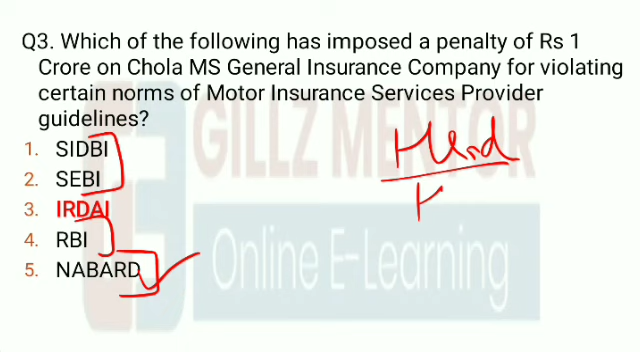 Q3. Which of the following has imposed a penalty of Rs 1
Crore on Chola MS General Insurance Company for violating
certain norms of Motor Insurance Services Provider
guidelines?
1. SIDBI
2. SEBI
3. IRDAI
4. RBI
5. NABARD
GILLZ MENTOR
Online E-Learning